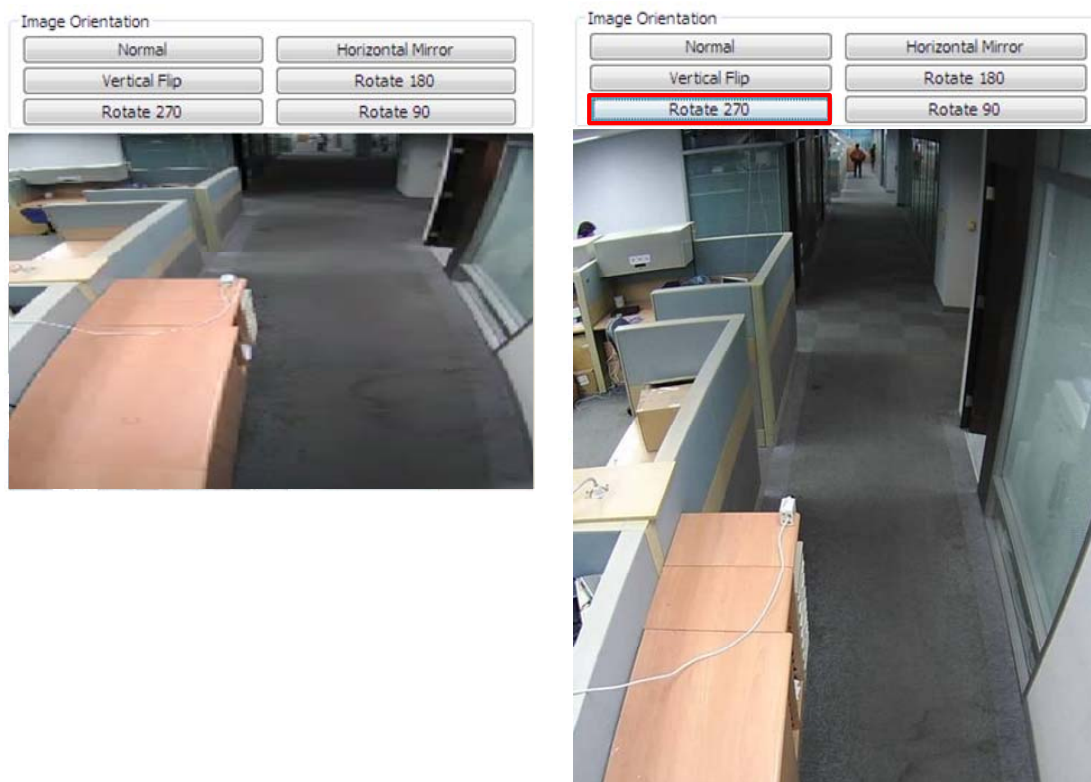 Image Orientation
Normal Horizontal Mirror
Vertical Flip Rotate 180
Rotate 270 Rotate 90
Image Orientation
Normal Horizontal Mirror
Vertical Flip Rotate 180
Rotate 270 Rotate 90